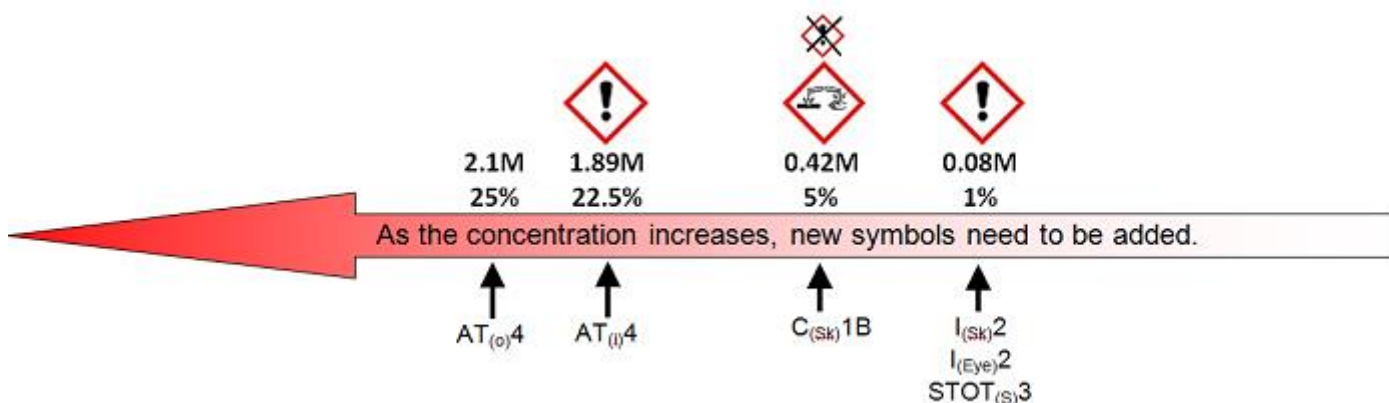 2.1M 1.89M 0.42M 0.08M
25% 22.5% 5% 1%
As the concentration increases, new symbols need to be added.
AT(o)4 AT(i)4 C(Sk)1B I(Sk)2
I(Eye)2
STOT(S)3